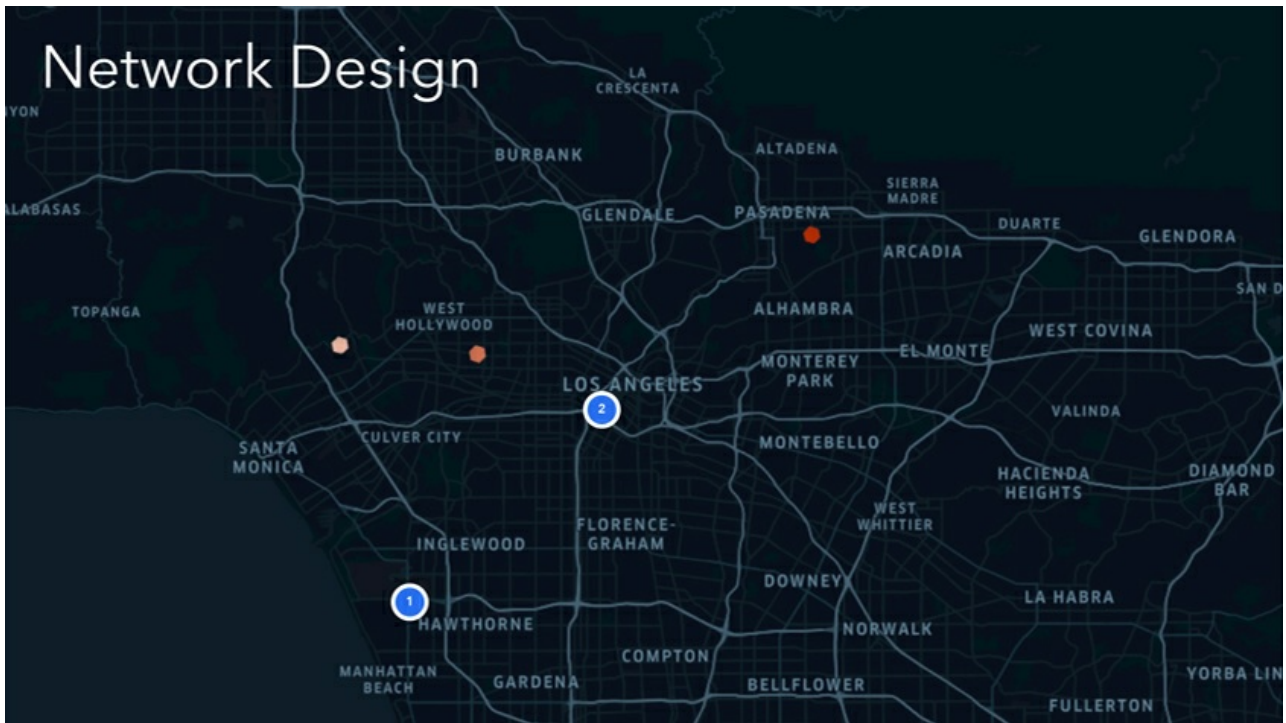 Network Design
LA
CRESCENTA
YON
BURBANK
ALTADENA
SIERRA
MADRE
ALABASAS
GLENDALE
PASADENA
DUARTE
GLENDORA
ARCADIA
SAN D
TOPANGA
WEST
HOLLYWOOD
ALHAMBRA
WEST COVINA
EL MONTE
MONTEREY
PARK
LOS ANGELES
2
VALINDA
CULVER CITY
SANTA
MONICA
MONTEBELLO
HACIENDA
HEIGHTS
DIAMOND
BAR
WEST
WHITTIER
FLORENCE-
GRAHAM
INGLEWOOD
DOWNEY
1
LA HABRA
HAWTHORNE
NORWALK
COMPTON
MANHATTAN
BEACH
GARDENA
BELLFLOWER
YORBA LIN
FULLERTON